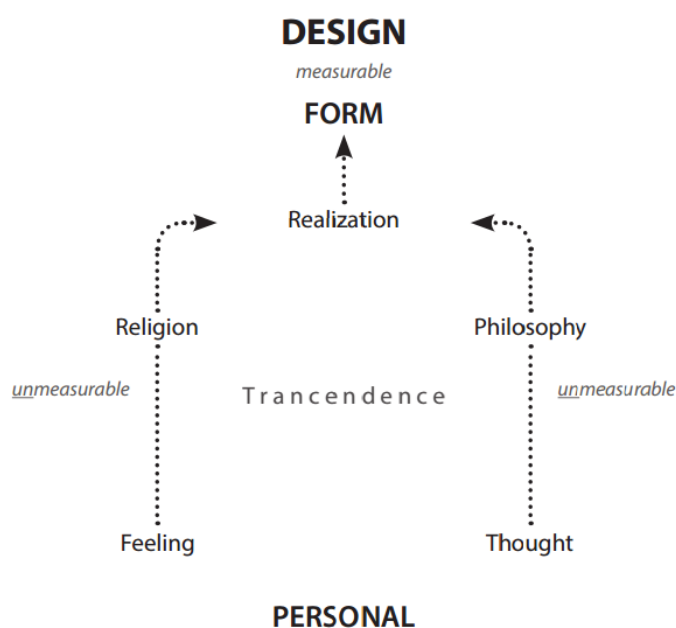 DESIGN
measurable
FORM
Realization
Religion
Philosophy
unmeasurable
Trancendence
unmeasurable
Feeling
Thought
PERSONAL